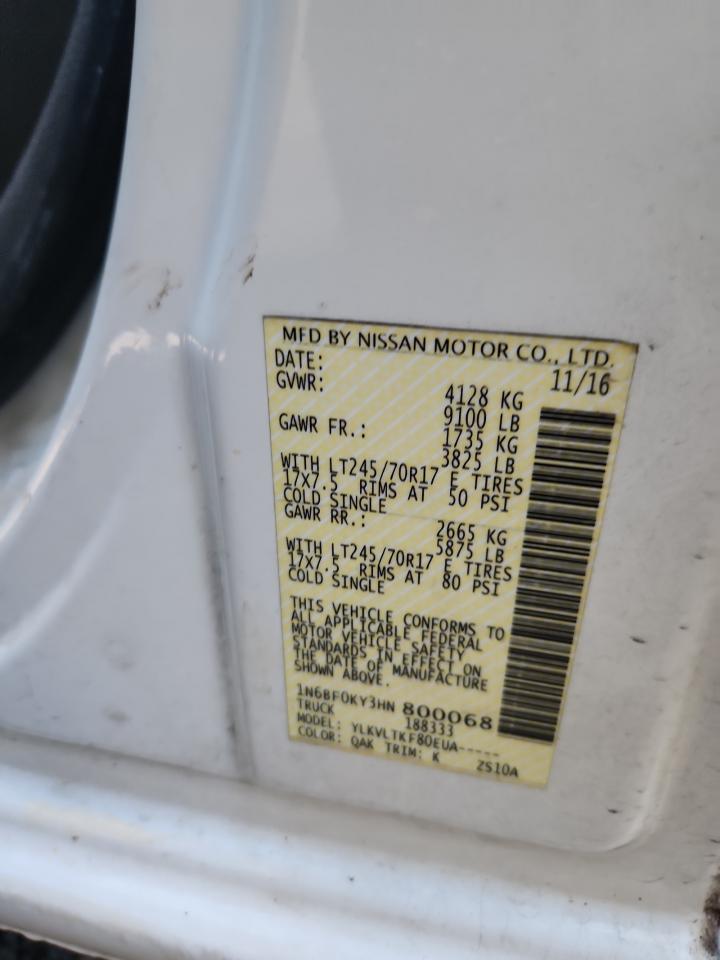 MFD BY NISSAN MOTOR CO., LTD.
DATE: 11/16
GVWR: 4128 KG
9100 LB
GAWR FR.: 1735 KG
3825 LB
WITH LT245/70R17 E TIRES
17X7.5 RIMS AT 50 PSI
COLD SINGLE
GAWR RR.: 2665 KG
5875 LB
WITH LT245/70R17 E TIRES
17X7.5 RIMS AT 80 PSI
COLD SINGLE
THIS VEHICLE CONFORMS TO
ALL APPLICABLE FEDERAL
MOTOR VEHICLE SAFETY
STANDARDS IN EFFECT ON
THE DATE OF MANUFACTURE
SHOWN ABOVE.
1N6BF0KY3HN 800068
TRUCK 188333
MODEL: YLKVLTKF80EUA-----
COLOR: QAK TRIM: K ZS10A